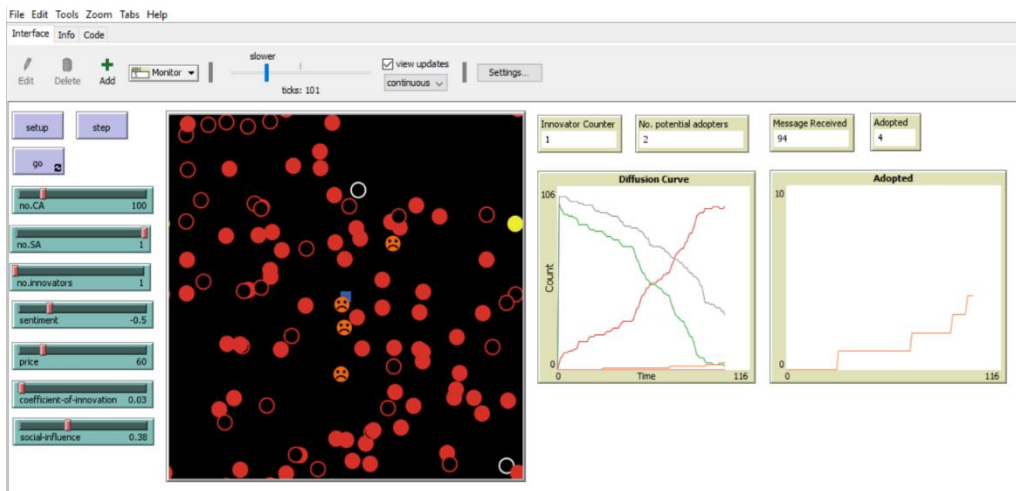 File Edit Tools Zoom Tabs Help
Interface Info Code
Edit Delete Add Monitor slower view updates Settings...
continuous
ticks: 101
setup step
go
no.CA 100
no.SA 1
no.innovators 1
sentiment -0.5
price 60
coefficient-of-innovation 0.03
social-influence 0.38
Innovator Counter No. potential adopters Message Received Adopted
1 2 94 4
Diffusion Curve
106
Count
0
0 Time 116
Adopted
10
0
0 116